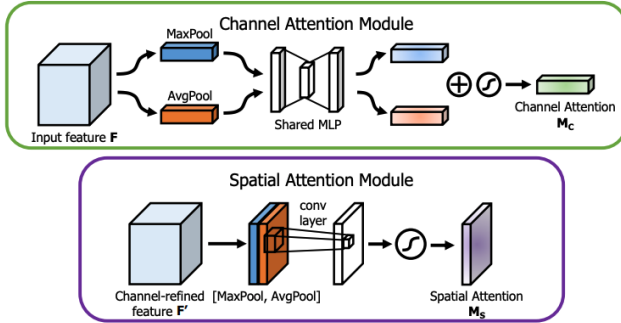 Channel Attention Module
MaxPool
AvgPool
Input feature F
Shared MLP
Channel Attention
Mc
Spatial Attention Module
conv
layer
Channel-refined
feature F'
[MaxPool, AvgPool]
Spatial Attention
Ms